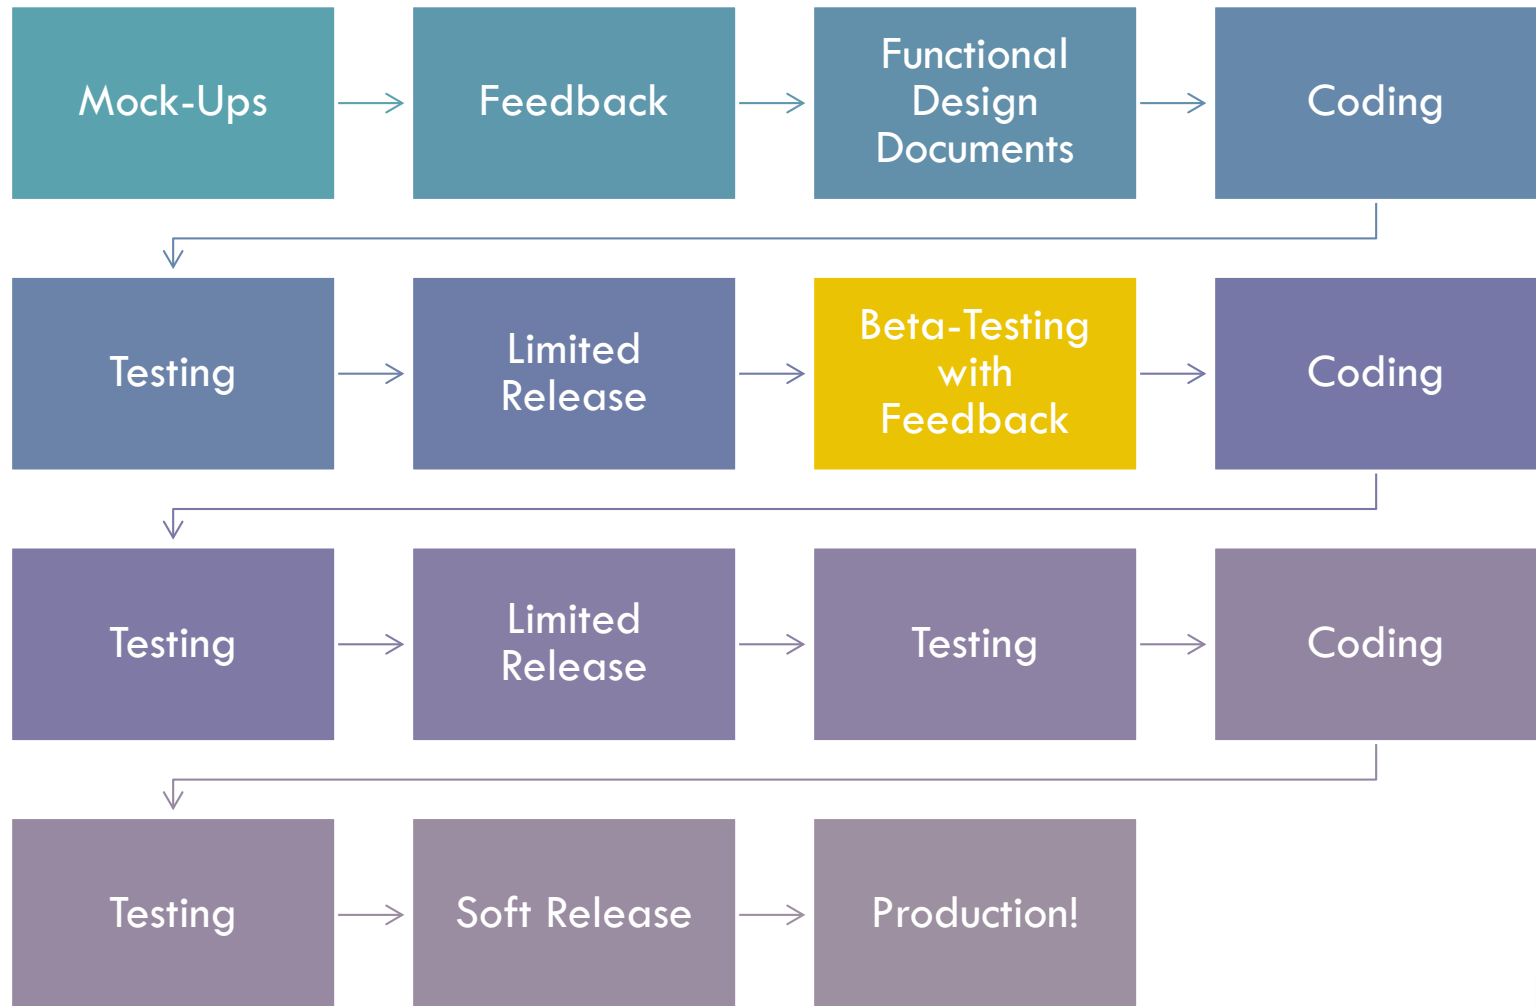 Mock-Ups
Feedback
Functional
Design
Documents
Coding
Testing
Limited
Release
Beta-Testing
with
Feedback
Coding
Testing
Limited
Release
Testing
Coding
Testing
Soft Release
Production!